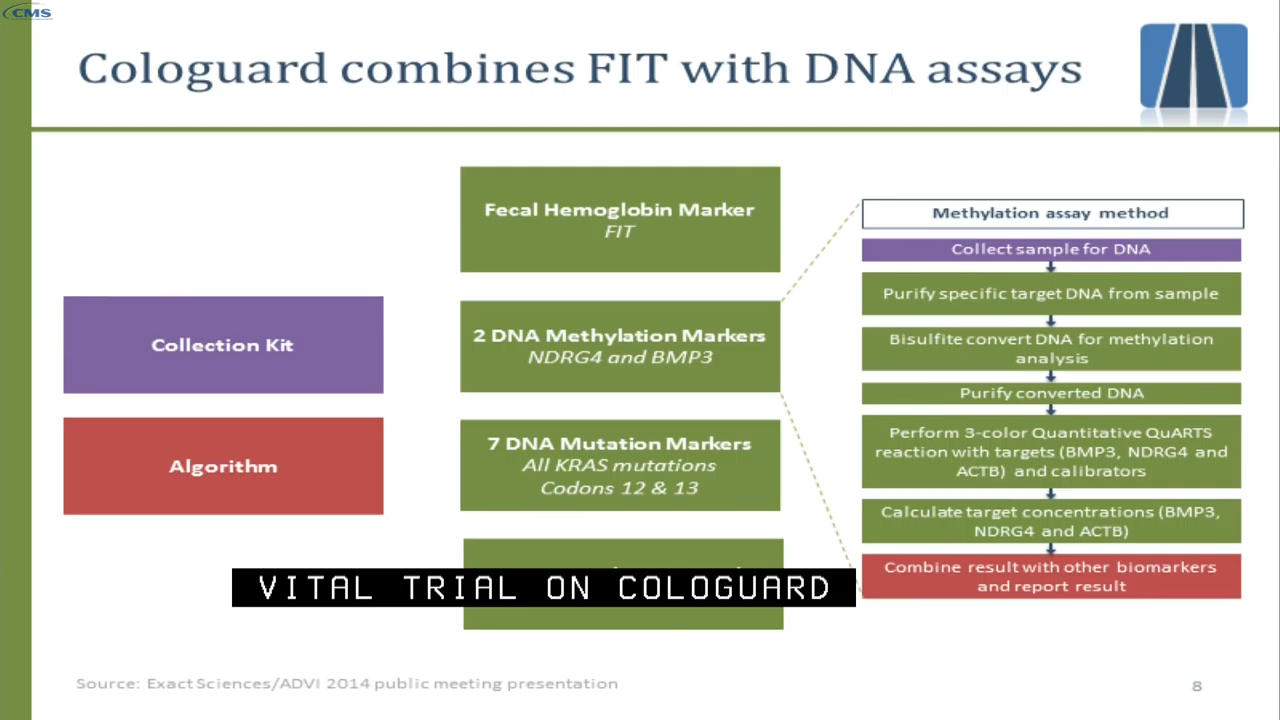 CMS
Cologuard combines FIT with DNA assays
Fecal Hemoglobin Marker
FIT
Collection Kit
Algorithm
2 DNA Methylation Markers
NDRG4 and BMP3
7 DNA Mutation Markers
All KRAS mutations
Codons 12 & 13
VITAL TRIAL ON COLOGUARD
Methylation assay method
Collect sample for DNA
Purify specific target DNA from sample
Bisulfite convert DNA for methylation
analysis
Purify converted DNA
Perform 3-color Quantitative QuARTS
reaction with targets (BMP3, NDRG4 and
ACTB) and calibrators
Calculate target concentrations (BMP3,
NDRG4 and ACTB)
Combine result with other biomarkers
and report result
Source: Exact Sciences/ADVI 2014 public meeting presentation
8